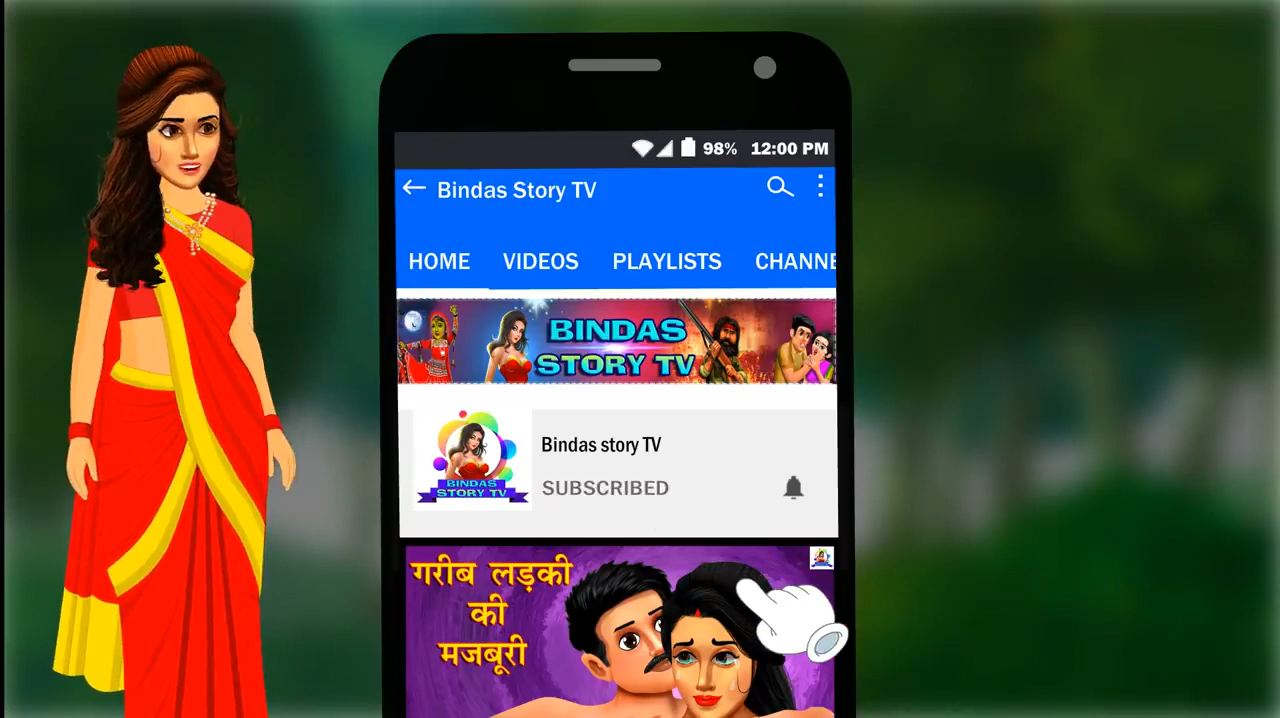 98% 12:00 PM
Bindas Story TV
HOME VIDEOS PLAYLISTS CHANNE
BINDAS
STORY TV
BINDAS
STORY TV
Bindas story TV
SUBSCRIBED
गरीब लड़की
की
मजबूरी